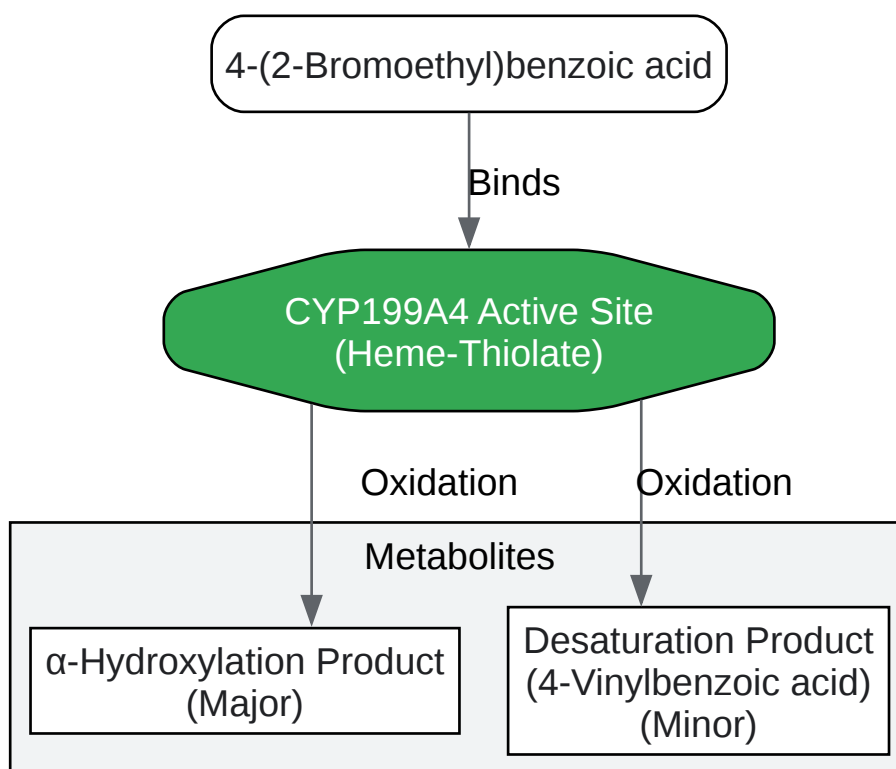 4-(2-Bromoethyl)benzoic acid
Binds
CYP199A4 Active Site
(Heme-Thiolate)
Oxidation
Oxidation
Metabolites
α-Hydroxylation Product
(Major)
Desaturation Product
(4-Vinylbenzoic acid)
(Minor)